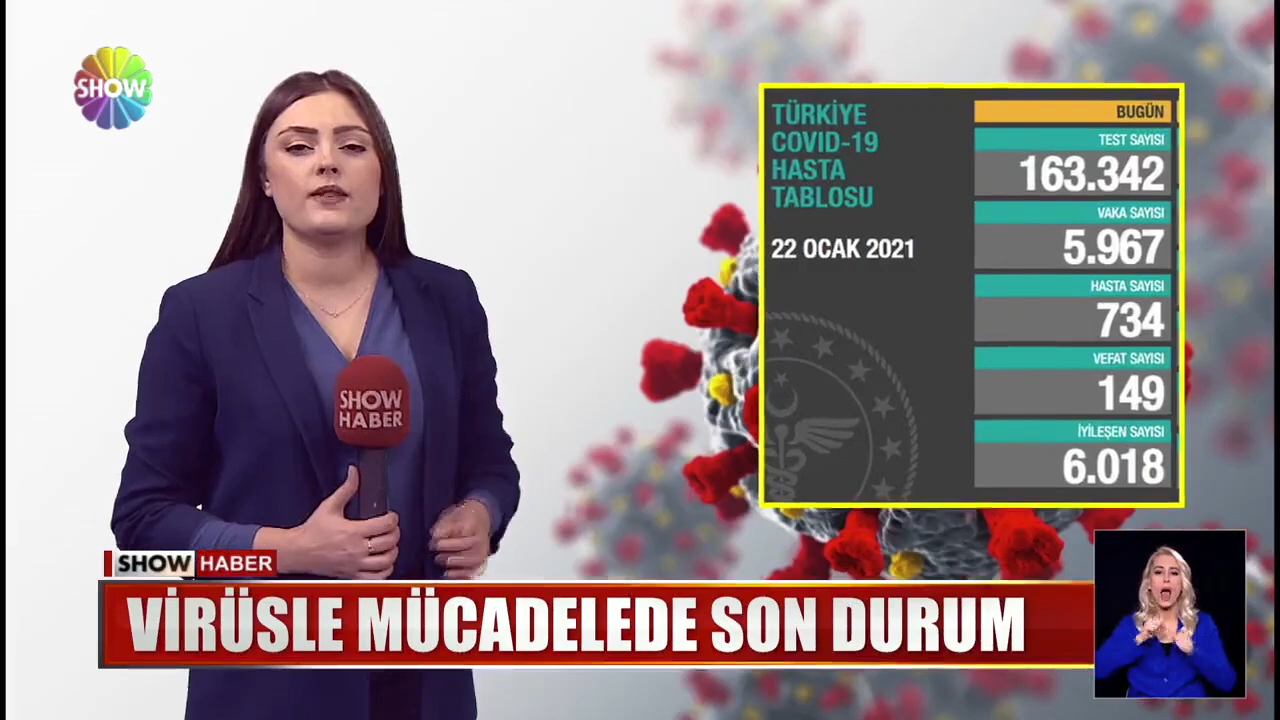 SHOW
TÜRKİYE
COVID-19
HASTA
TABLOSU
22 OCAK 2021
BUGÜN
TEST SAYISI
163.342
VAKA SAYISI
5.967
HASTA SAYISI
734
VEFAT SAYISI
149
İYİLEŞEN SAYISI
6.018
SHOW
HABER
SHOW HABER
VİRÜSLE MÜCADELEDE SON DURUM